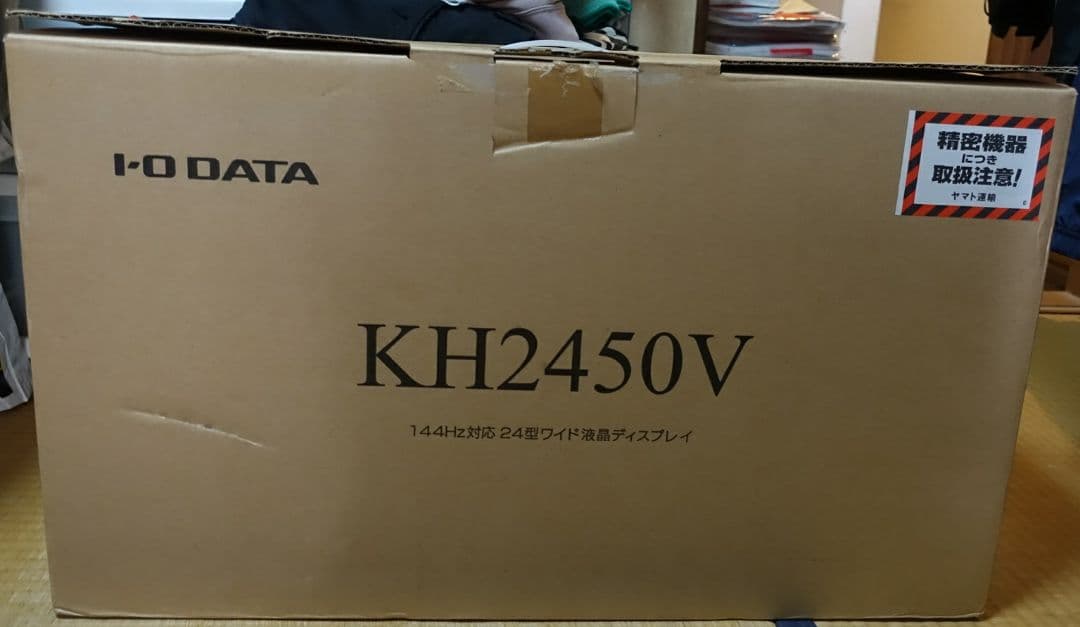 I-O DATA
精密機器
につき
取扱注意!
ヤマト運輸
KH2450V
144Hz対応 24型ワイド液晶ディスプレイ